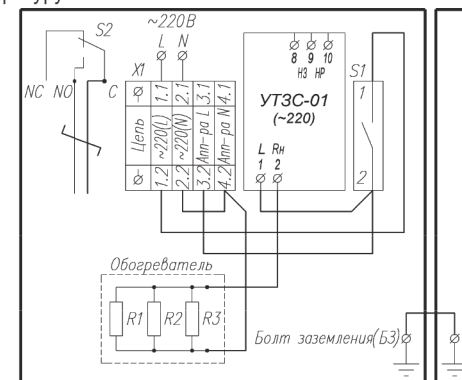 ~220В
S2
L N
8 9 10
НЗ НР
X1
S1
NC NO C
1.1 2.1 3.1 4.1
1
УТЗС-01
(~220)
Цепь ~220(L) ~220(N) Апп-ра L Апп-ра N
L Rн
1 2
1.2 2.2 3.2 4.2
2
Обогреватель
R1 R2 R3
Болт заземления(БЗ)